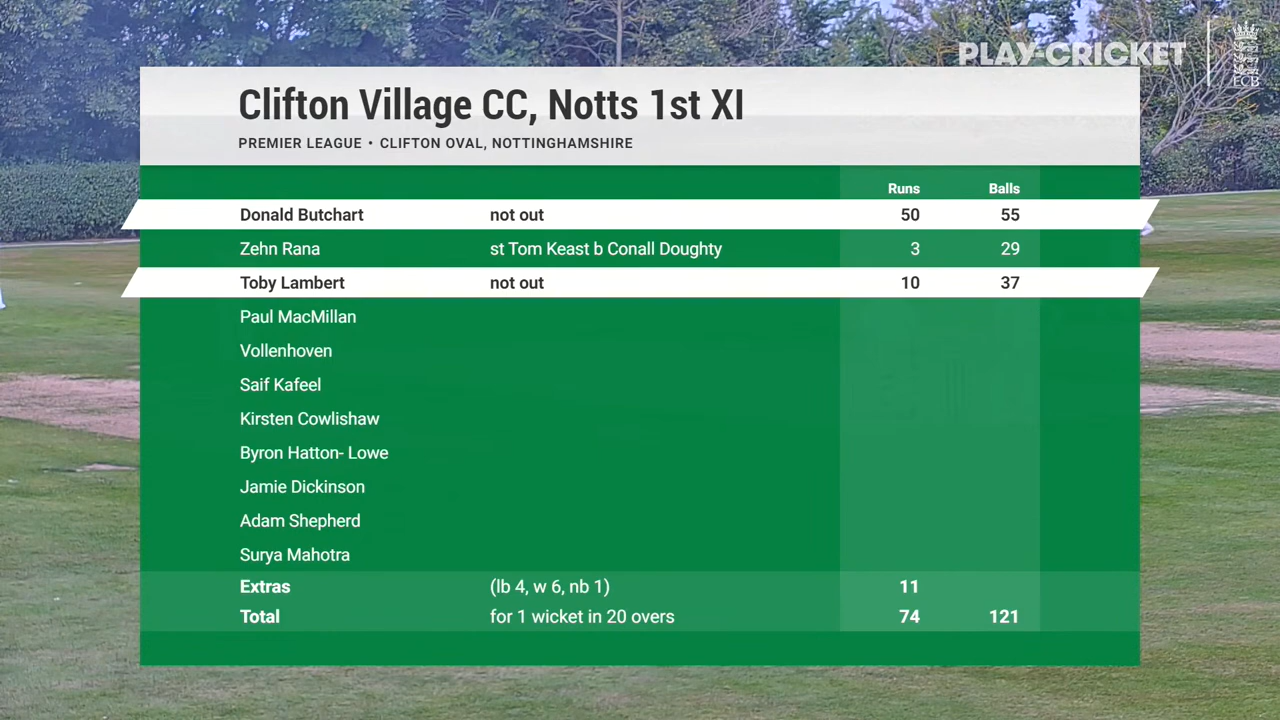 PLAY-CRICKET
Clifton Village CC, Notts 1st XI
PREMIER LEAGUE • CLIFTON OVAL, NOTTINGHAMSHIRE
Runs Balls
Donald Butchart not out 50 55
Zehn Rana st Tom Keast b Conall Doughty 3 29
Toby Lambert not out 10 37
Paul MacMillan
Vollenhoven
Saif Kafeel
Kirsten Cowlishaw
Byron Hatton- Lowe
Jamie Dickinson
Adam Shepherd
Surya Mahotra
Extras (lb 4, w 6, nb 1) 11
Total for 1 wicket in 20 overs 74 121